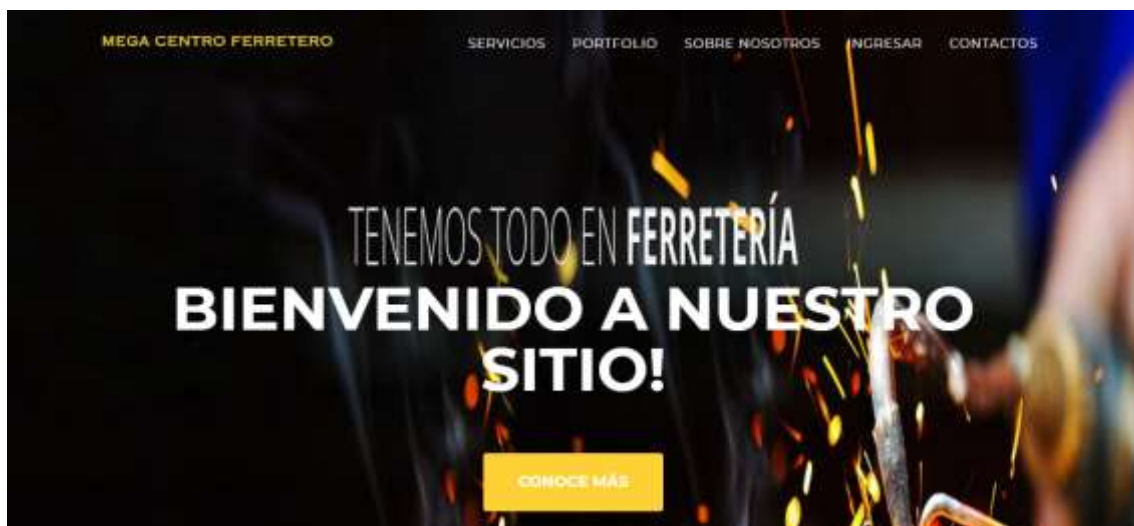 MEGA CENTRO FERRETERO
SERVICIOS PORTFOLIO SOBRE NOSOTROS INGRESAR CONTACTOS
TENEMOS TODO EN FERRETERÍA
BIENVENIDO A NUESTRO
SITIO!
CONOCE MÁS